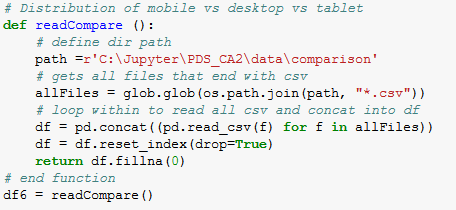 # Distribution of mobile vs desktop vs tablet
def readCompare ():
    # define dir path
    path =r'C:\Jupyter\PDS_CA2\data\comparison'
    # gets all files that end with csv
    allFiles = glob.glob(os.path.join(path, "*.csv"))
    # loop within to read all csv and concat into df
    df = pd.concat((pd.read_csv(f) for f in allFiles))
    df = df.reset_index(drop=True)
    return df.fillna(0)
# end function
df6 = readCompare()